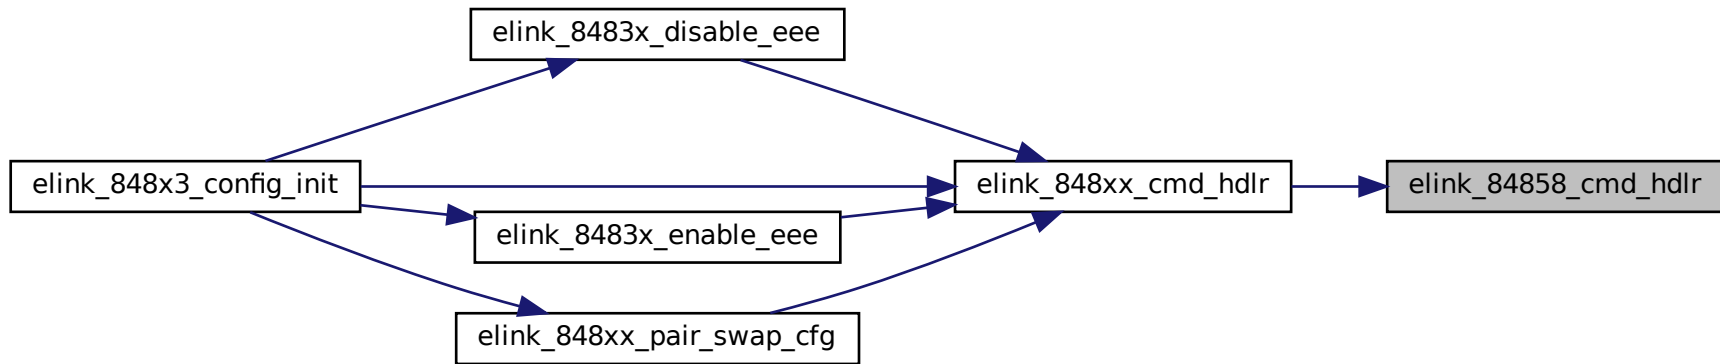 elink_8483x_disable_eee
elink_848x3_config_init
elink_848xx_cmd_hdlr
elink_84858_cmd_hdlr
elink_8483x_enable_eee
elink_848xx_pair_swap_cfg